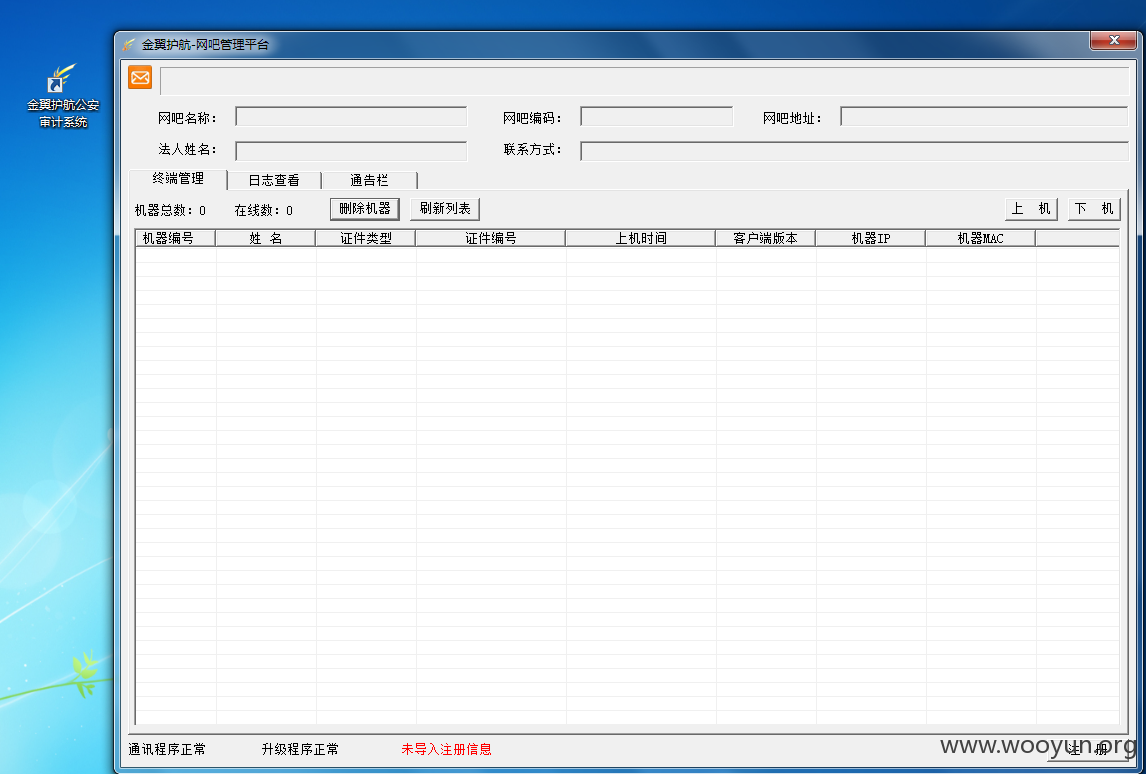 金翼护航公安
审计系统
金翼护航-网吧管理平台
网吧名称：
网吧编码：
网吧地址：
法人姓名：
联系方式：
终端管理
日志查看
通告栏
机器总数：0
在线数：0
删除机器
刷新列表
上 机
下 机
机器编号
姓 名
证件类型
证件编号
上机时间
客户端版本
机器IP
机器MAC
通讯程序正常
升级程序正常
未导入注册信息
注 册
www.wooyun.org